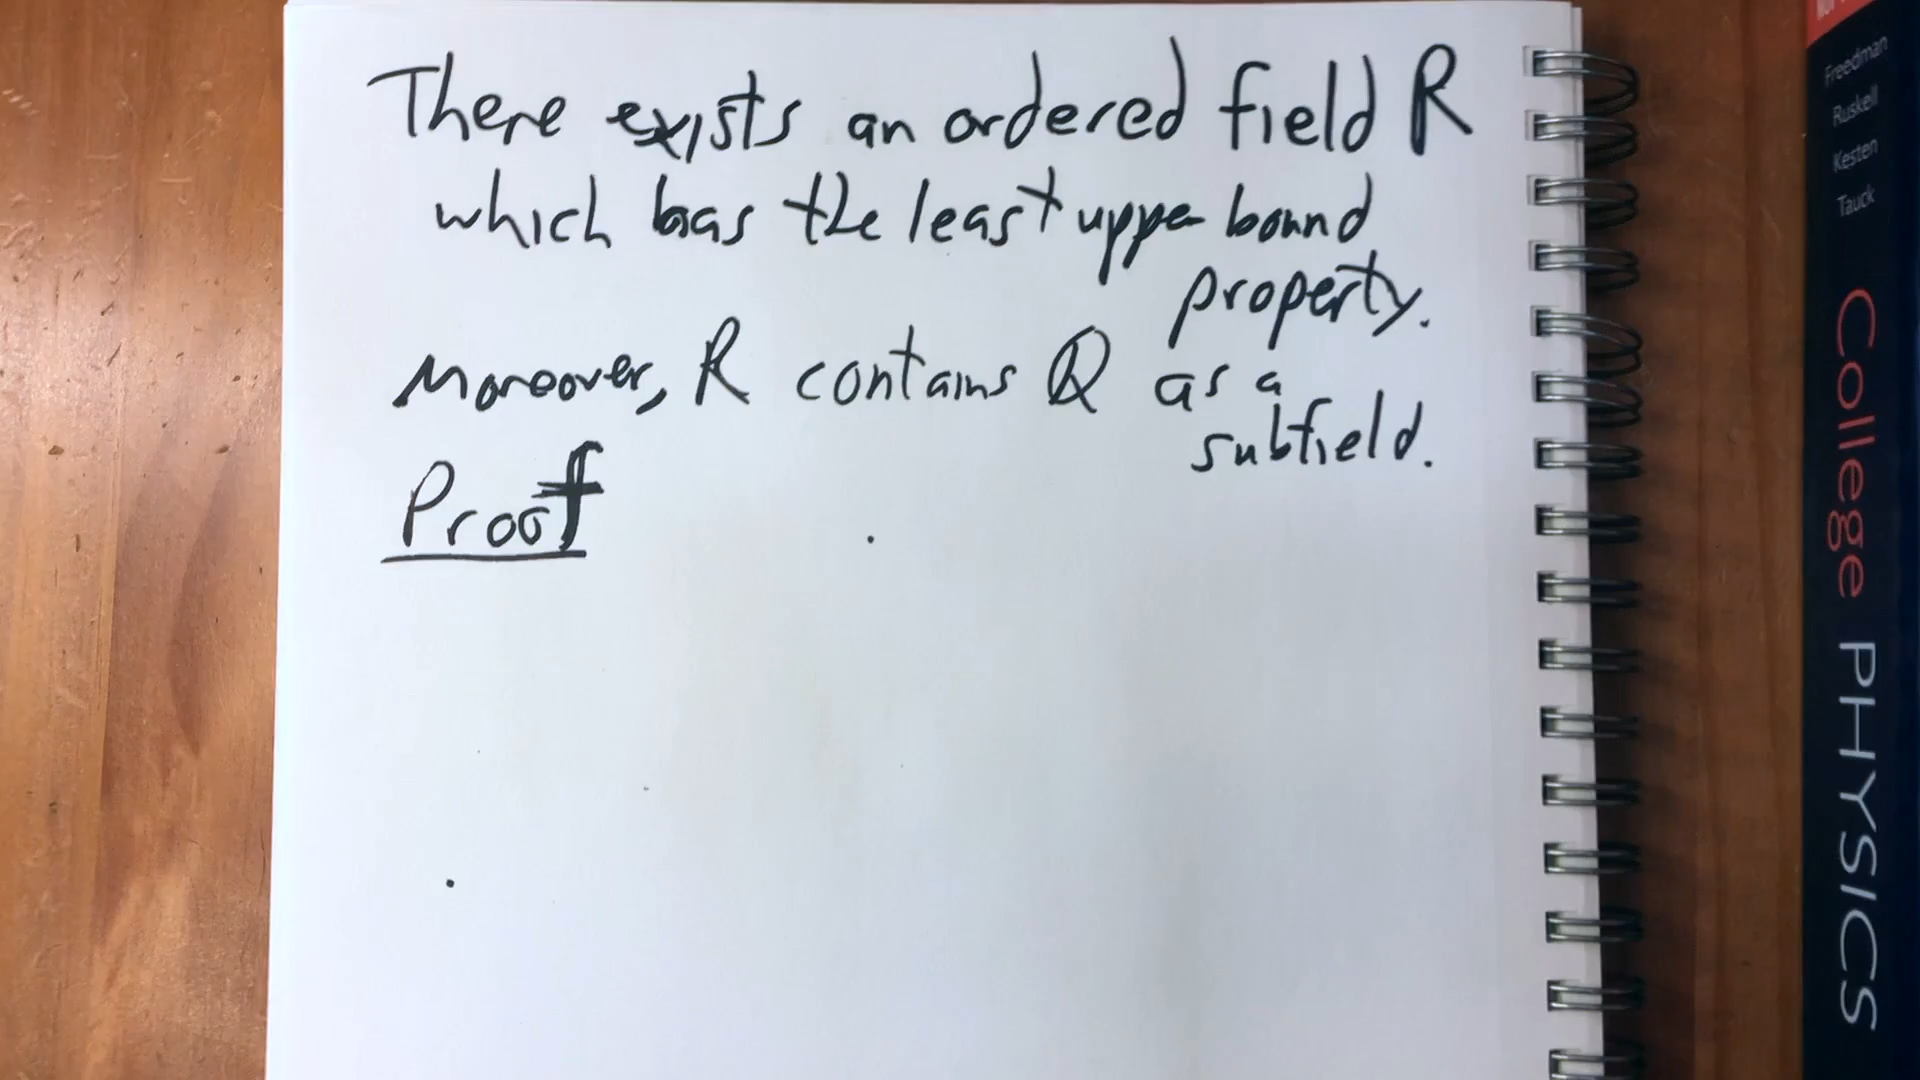 There exists an ordered field R
which has the least upper bound
property.
Moreover, R contains Q as a
subfield.
Proof
Freedman
Ruskell
Kesten
Tauck
College PHYSICS